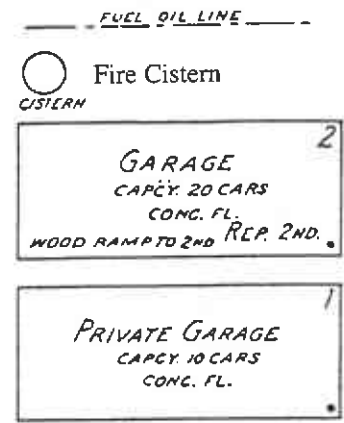 FUEL OIL LINE
Fire Cistern
CISTERN
2
GARAGE
CAPCY. 20 CARS
CONC. FL.
WOOD RAMP TO 2ND REP. 2ND.
1
PRIVATE GARAGE
CAPCY. 10 CARS
CONC. FL.